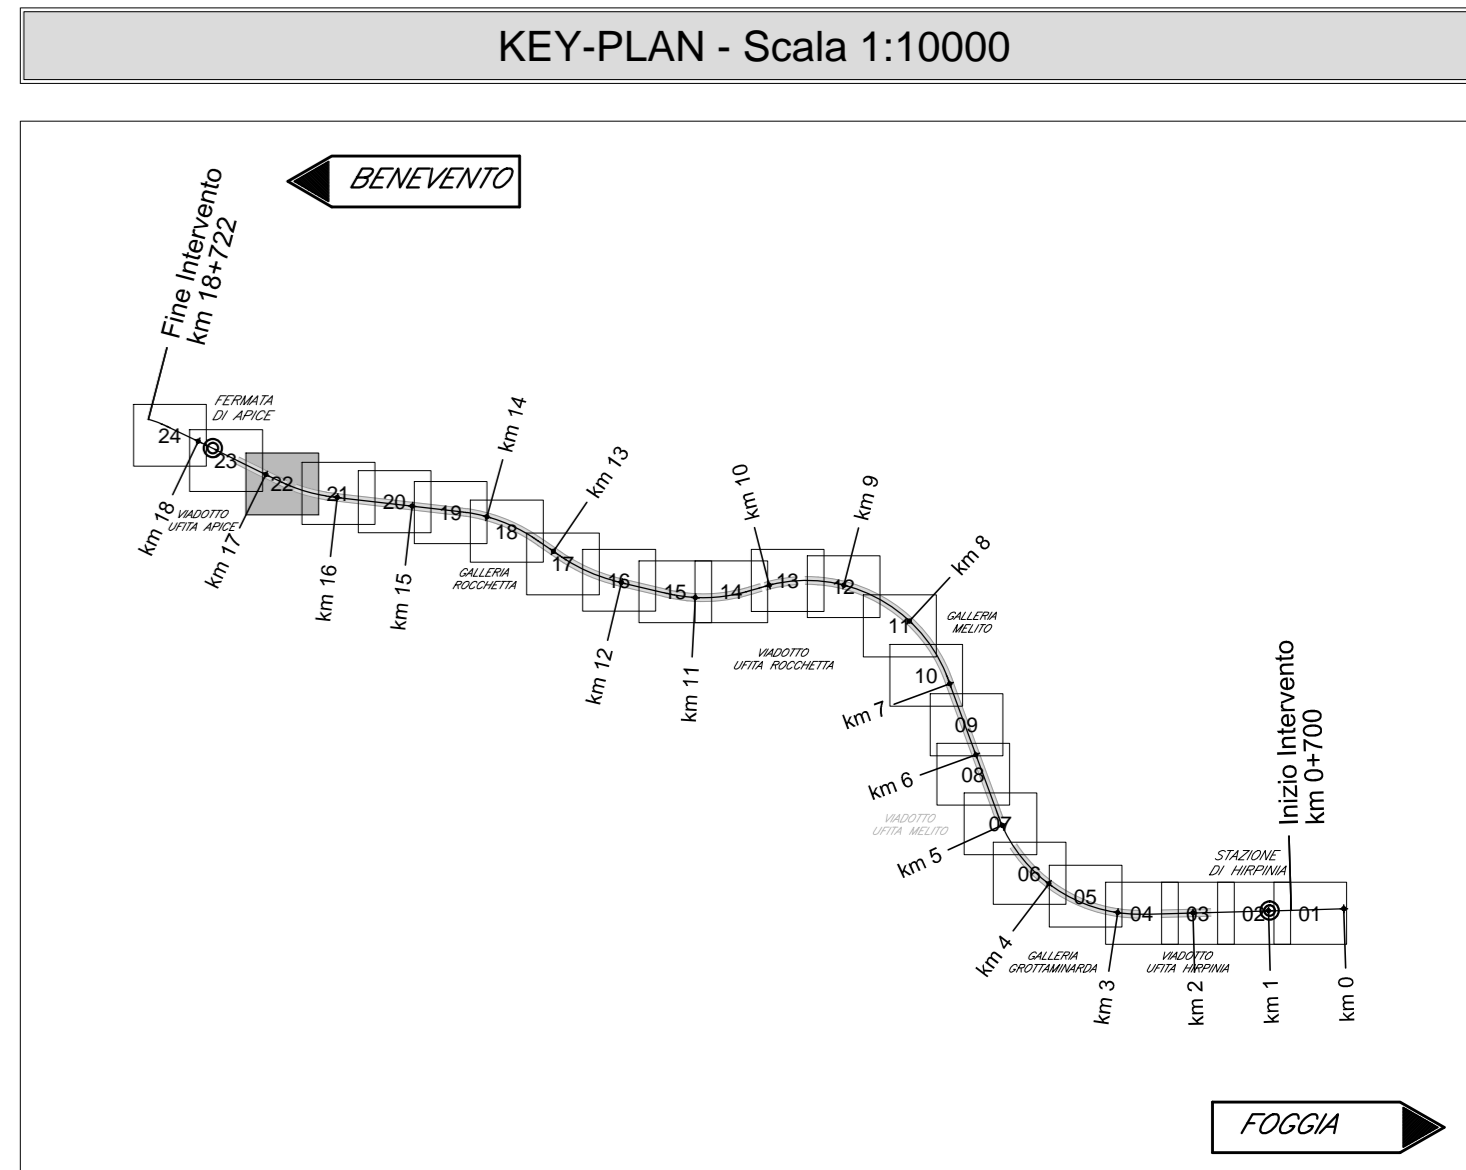 KEY-PLAN - Scala 1:10000
BENEVENTO
Fine Intervento
km 18+722
FERMATA
DI APICE
24
23
22
21
20
19
18
17
16
15
14
13
12
11
10
09
08
07
06
05
04
03
02
01
km 18
VIADOTTO
UFITA APICE
km 17
km 16
km 15
km 14
GALLERIA
ROCCHETTA
km 13
km 12
km 11
km 10
VIADOTTO
UFITA ROCCHETTA
km 9
km 8
GALLERIA
MELITO
km 7
km 6
VIADOTTO
UFITA MELITO
km 5
km 4
GALLERIA
GROTTAMINARDA
km 3
VIADOTTO
UFITA HIRPINIA
km 2
STAZIONE
DI HIRPINIA
km 1
Inizio Intervento
km 0+700
km 0
FOGGIA